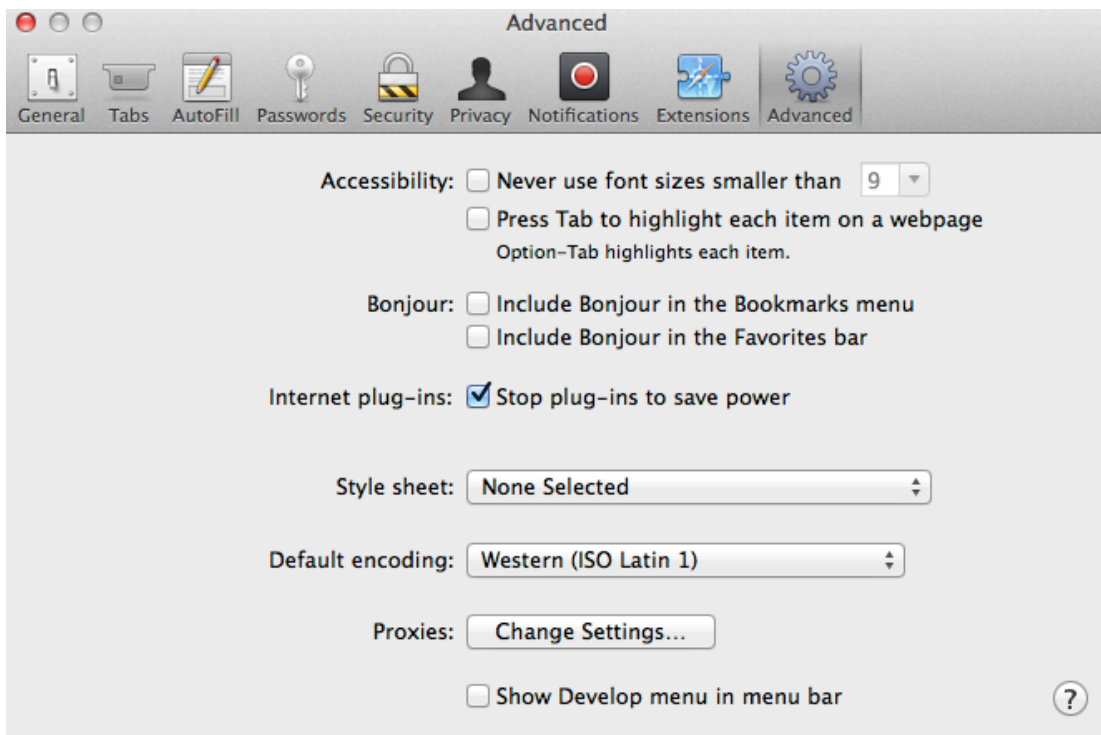 Advanced
General Tabs AutoFill Passwords Security Privacy Notifications Extensions Advanced
Accessibility: Never use font sizes smaller than 9
Press Tab to highlight each item on a webpage
Option-Tab highlights each item.
Bonjour: Include Bonjour in the Bookmarks menu
Include Bonjour in the Favorites bar
Internet plug-ins: Stop plug-ins to save power
Style sheet: None Selected
Default encoding: Western (ISO Latin 1)
Proxies: Change Settings...
Show Develop menu in menu bar ?